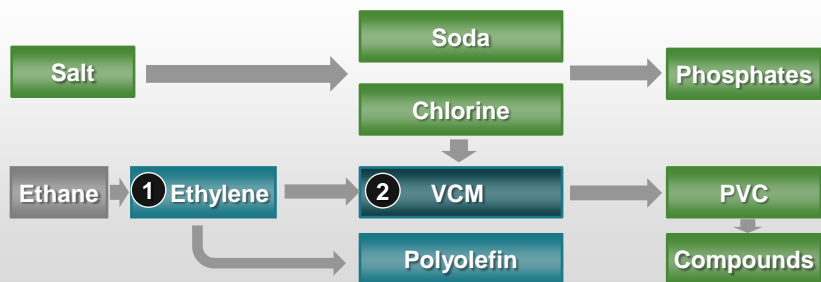 Soda
Salt
Phosphates
Chlorine
Ethane
1 Ethylene
2 VCM
PVC
Polyolefin
Compounds